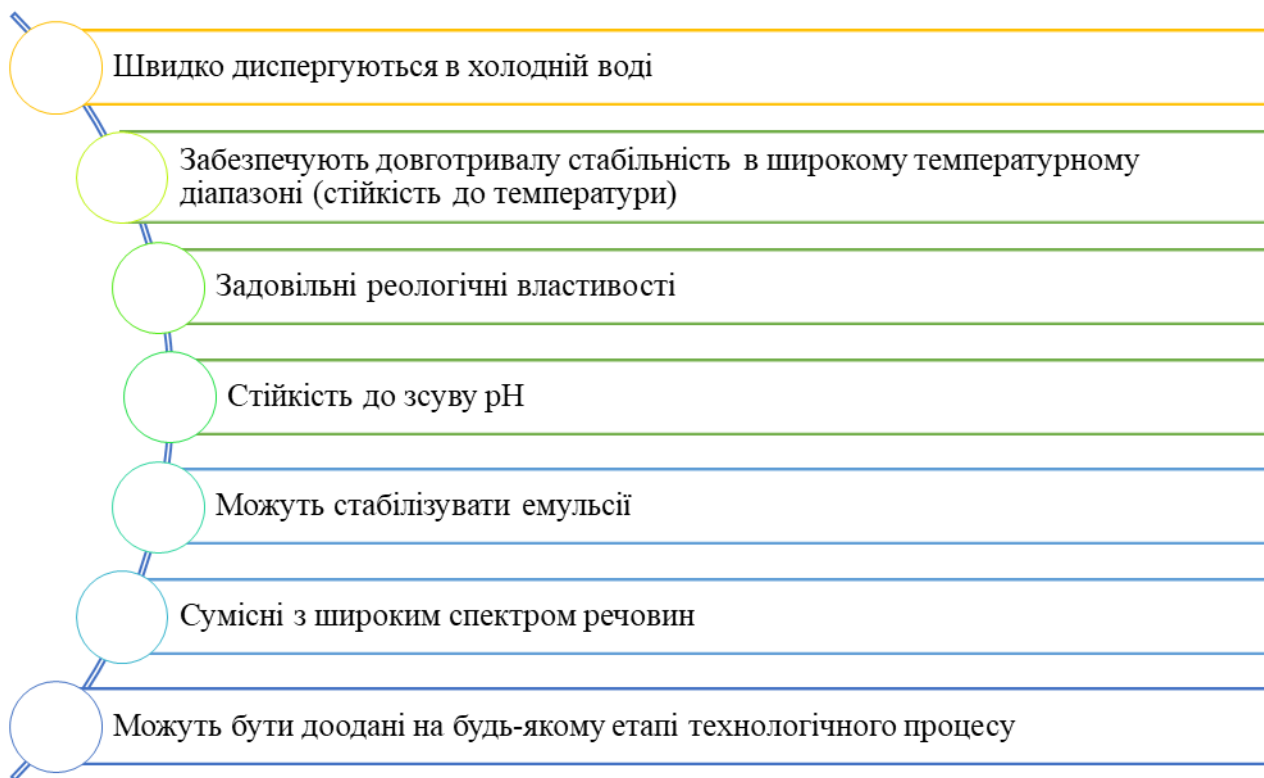 Швидко диспергуються в холодній воді
Забезпечують довготривалу стабільність в широкому температурному
діапазоні (стійкість до температури)
Задовільні реологічні властивості
Стійкість до зсуву pH
Можуть стабілізувати емульсії
Сумісні з широким спектром речовин
Можуть бути доодані на будь-якому етапі технологічного процесу